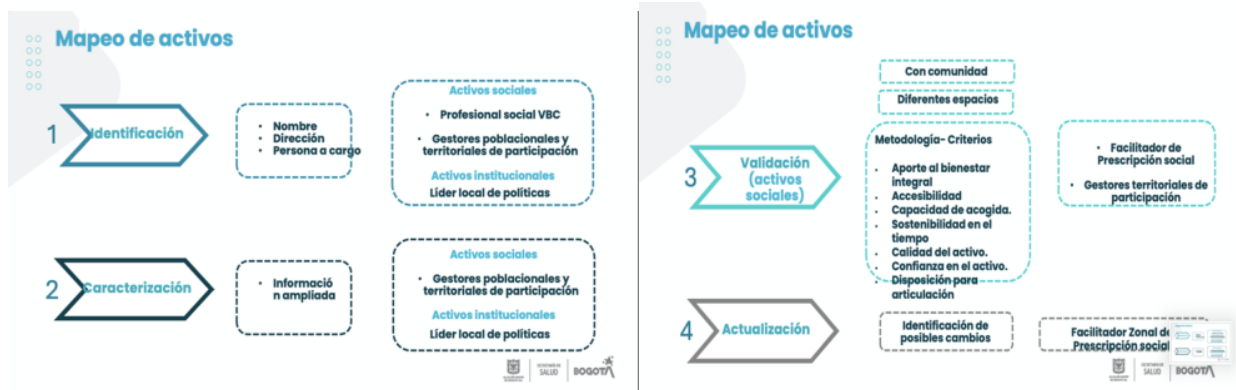 Mapeo de activos
1
Identificación
• Nombre
• Dirección
• Persona a cargo
Activos sociales
• Profesional social VBC
• Gestores poblacionales y
territoriales de participación
Activos institucionales
Líder local de políticas
2
Caracterización
• Informació
n ampliada
Activos sociales
• Gestores poblacionales y
territoriales de participación
Activos institucionales
Líder local de políticas
SALUD
BOGOTÁ
Mapeo de activos
Con comunidad
Diferentes espacios
3
Validación
(activos
sociales)
Metodología- Criterios
• Aporte al bienestar
integral
• Accesibilidad
• Capacidad de acogida.
• Sostenibilidad en el
tiempo
• Calidad del activo.
• Confianza en el activo.
• Disposición para
articulación
• Facilitador de
Prescripción social
• Gestores territoriales de
participación
4
Actualización
Identificación de
posibles cambios
Facilitador Zonal de
Prescripción social
SALUD
BOGOTÁ